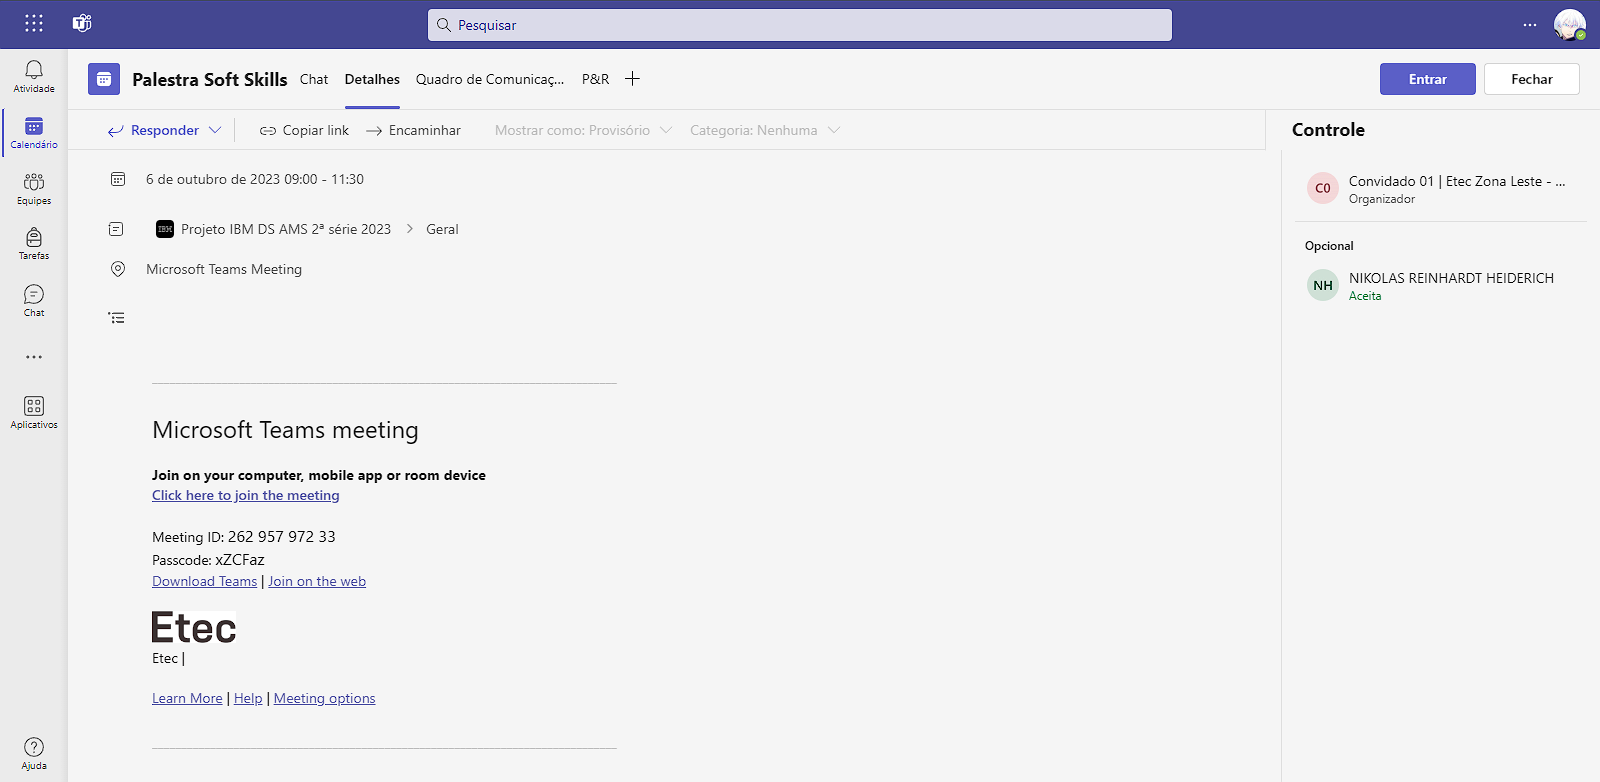 Pesquisar
Atividade
Calendário
Equipes
Tarefas
Chat
Aplicativos
Ajuda
Palestra Soft Skills Chat Detalhes Quadro de Comunicaç... P&R
Entrar Fechar
Responder Copiar link Encaminhar Mostrar como: Provisório Categoria: Nenhuma
6 de outubro de 2023 09:00 - 11:30
IBM Projeto IBM DS AMS 2ª série 2023 > Geral
Microsoft Teams Meeting
Microsoft Teams meeting
Join on your computer, mobile app or room device
Click here to join the meeting
Meeting ID: 262 957 972 33
Passcode: xZCFaz
Download Teams | Join on the web
Etec
Etec |
Learn More | Help | Meeting options
Controle
C0 Convidado 01 | Etec Zona Leste - ...
Organizador
Opcional
NH NIKOLAS REINHARDT HEIDERICH
Aceita